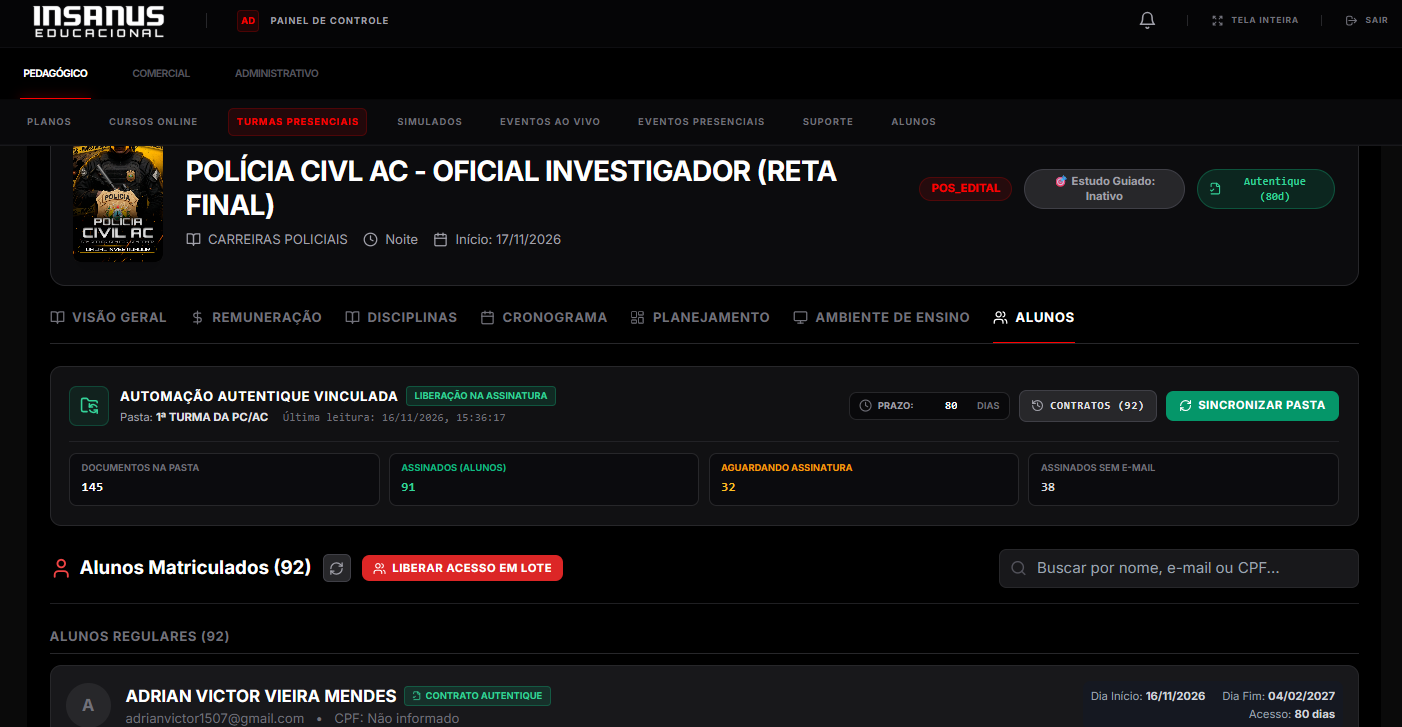 INSANUS
EDUCACIONAL
AD PAINEL DE CONTROLE
TELA INTEIRA
SAIR
PEDAGÓGICO COMERCIAL ADMINISTRATIVO
PLANOS CURSOS ONLINE TURMAS PRESENCIAIS SIMULADOS EVENTOS AO VIVO EVENTOS PRESENCIAIS SUPORTE ALUNOS
POLÍCIA
POLÍCIA
CIVIL AC
POLÍCIA CIVL AC - OFICIAL INVESTIGADOR (RETA
FINAL)
CARREIRAS POLICIAIS Noite Início: 17/11/2026
POS_EDITAL
🎯 Estudo Guiado:
Inativo
Autentique
(80d)
VISÃO GERAL REMUNERAÇÃO DISCIPLINAS CRONOGRAMA PLANEJAMENTO AMBIENTE DE ENSINO ALUNOS
AUTOMAÇÃO AUTENTIQUE VINCULADA LIBERAÇÃO NA ASSINATURA
Pasta: 1ª TURMA DA PC/AC Última leitura: 16/11/2026, 15:36:17
PRAZO: 80 DIAS
CONTRATOS (92)
SINCRONIZAR PASTA
DOCUMENTOS NA PASTA
145
ASSINADOS (ALUNOS)
91
AGUARDANDO ASSINATURA
32
ASSINADOS SEM E-MAIL
38
Alunos Matriculados (92)
LIBERAR ACESSO EM LOTE
Buscar por nome, e-mail ou CPF...
ALUNOS REGULARES (92)
A
ADRIAN VICTOR VIEIRA MENDES CONTRATO AUTENTIQUE
adrianvictor1507@gmail.com • CPF: Não informado
Dia Início: 16/11/2026 Dia Fim: 04/02/2027
Acesso: 80 dias